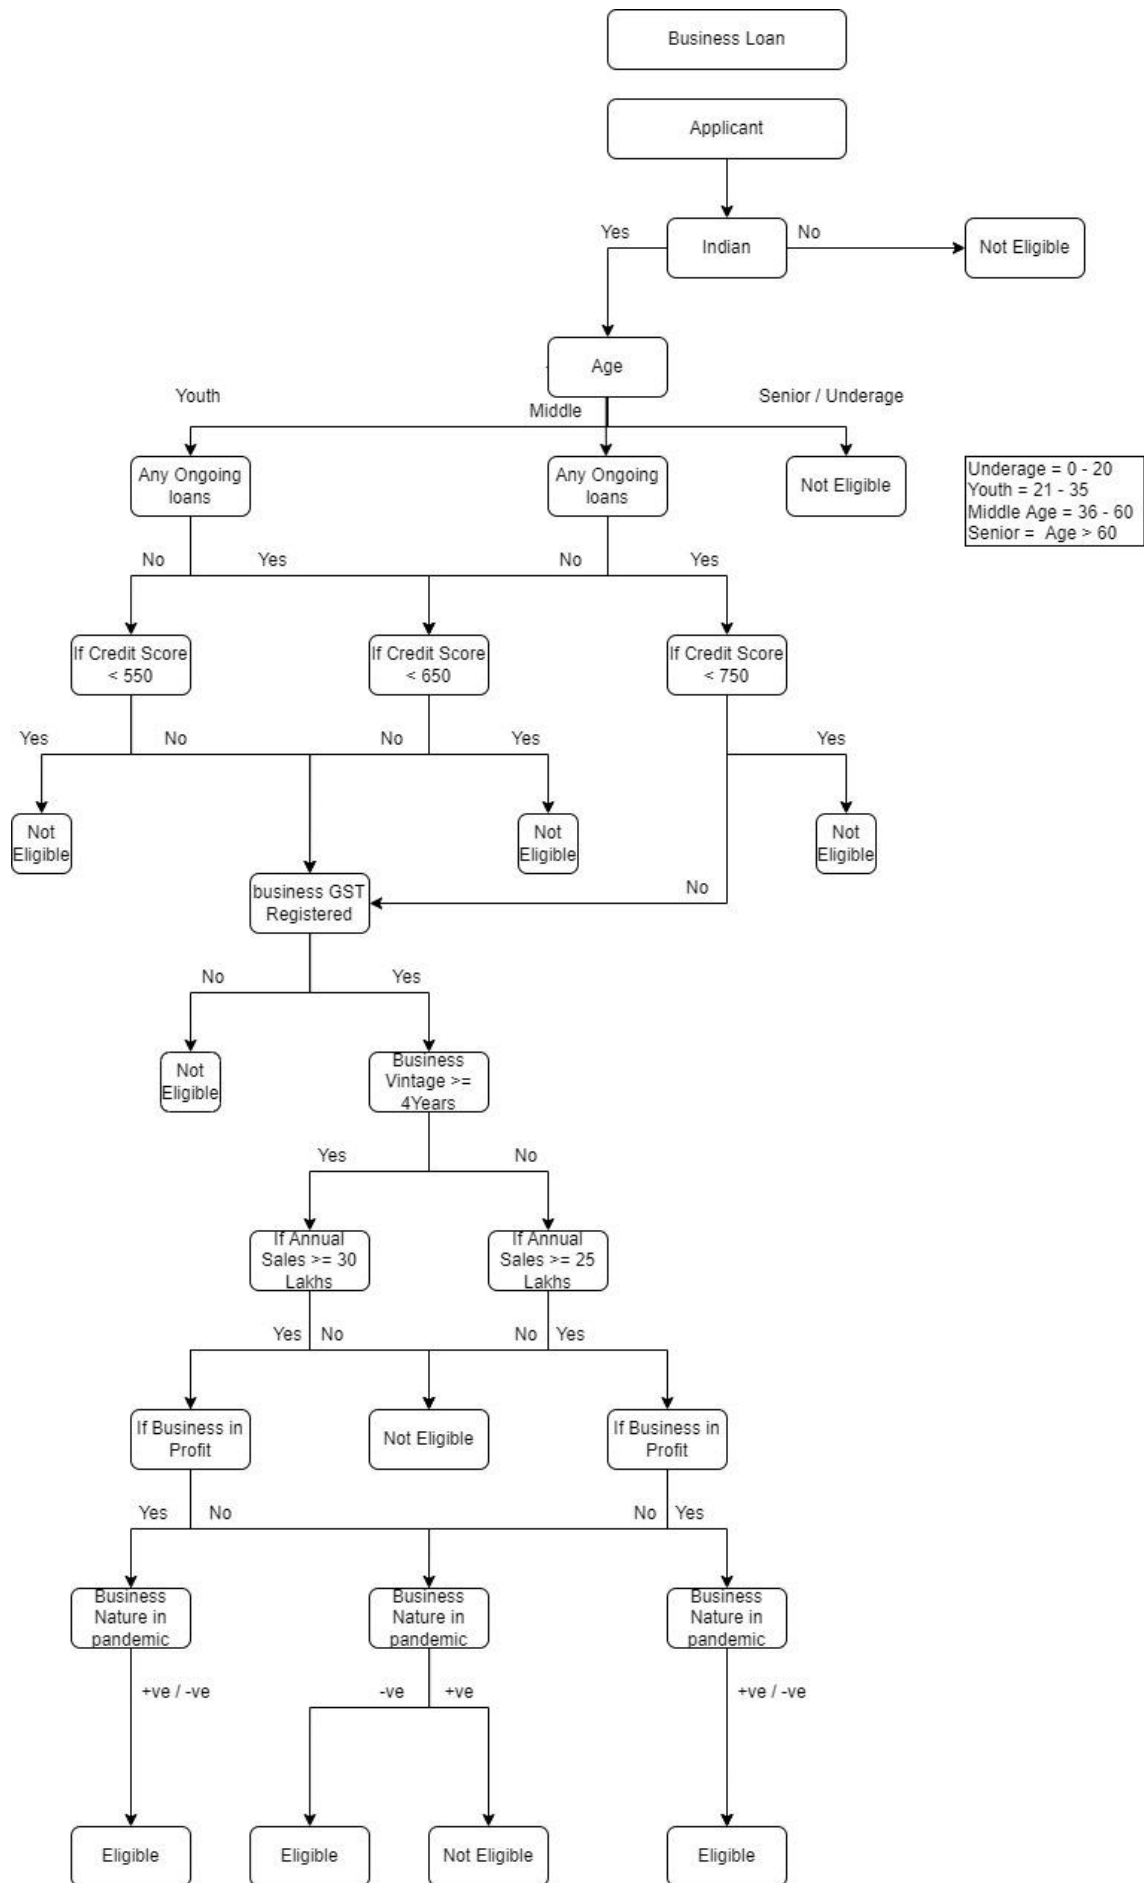 Business Loan
Applicant
Yes
Indian
No
Not Eligible
Age
Youth
Middle
Senior / Underage
Any Ongoing
loans
Any Ongoing
loans
Not Eligible
Underage = 0 - 20
Youth = 21 - 35
Middle Age = 36 - 60
Senior =  Age > 60
No
Yes
No
Yes
If Credit Score
< 550
If Credit Score
< 650
If Credit Score
< 750
Yes
No
No
Yes
Yes
Not
Eligible
Not
Eligible
Not
Eligible
business GST
Registered
No
No
Yes
Not
Eligible
Business
Vintage >=
4Years
Yes
No
If Annual
Sales >= 30
Lakhs
If Annual
Sales >= 25
Lakhs
Yes
No
No
Yes
If Business in
Profit
Not Eligible
If Business in
Profit
Yes
No
No
Yes
Business
Nature in
pandemic
Business
Nature in
pandemic
Business
Nature in
pandemic
+ve / -ve
-ve
+ve
+ve / -ve
Eligible
Eligible
Not Eligible
Eligible